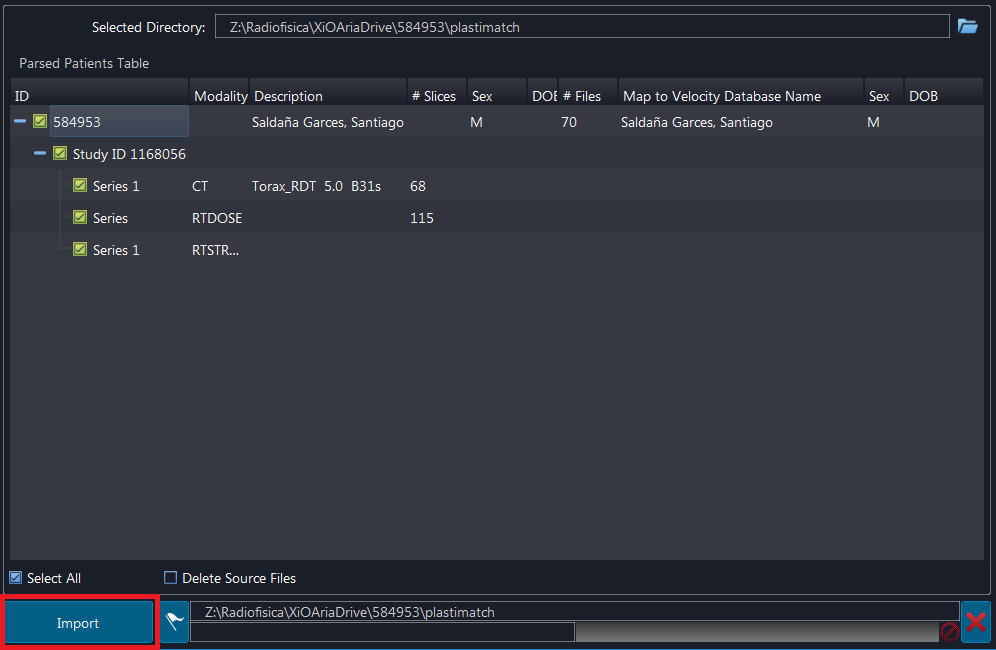 Selected Directory: Z:\Radiofisica\XiOAriaDrive\584953\plastimatch
Parsed Patients Table
ID Modality Description # Slices Sex DOB # Files Map to Velocity Database Name Sex DOB
584953 Saldaña Garces, Santiago M 70 Saldaña Garces, Santiago M
Study ID 1168056
Series 1 CT Torax_RDT 5.0 B31s 68
Series RTDOSE 115
Series 1 RTSTR...
Select All Delete Source Files
Import Z:\Radiofisica\XiOAriaDrive\584953\plastimatch